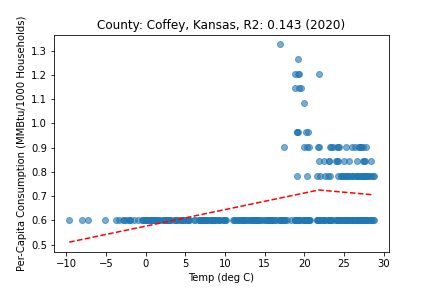 County: Coffey, Kansas, R2: 0.143 (2020)
Per-Capita Consumption (MMBtu/1000 Households)
1.3
1.2
1.1
1.0
0.9
0.8
0.7
0.6
0.5
−10 −5 0 5 10 15 20 25 30
Temp (deg C)